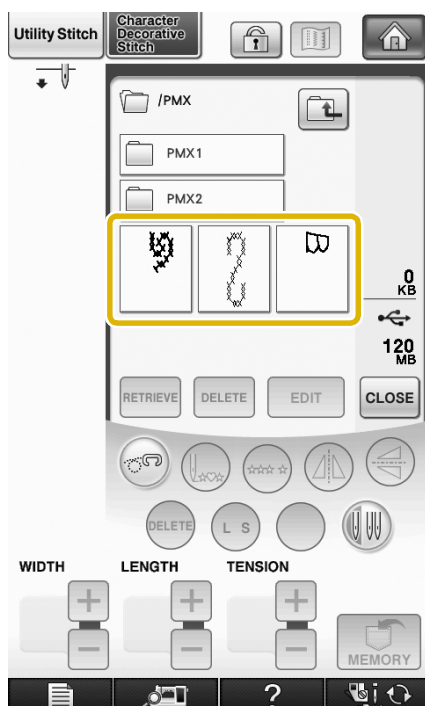 Utility Stitch
Character
Decorative
Stitch
/PMX
PMX1
PMX2
0
KB
120
MB
RETRIEVE
DELETE
EDIT
CLOSE
DELETE
L S
WIDTH
LENGTH
TENSION
+
+
+
−
−
−
MEMORY
?
i